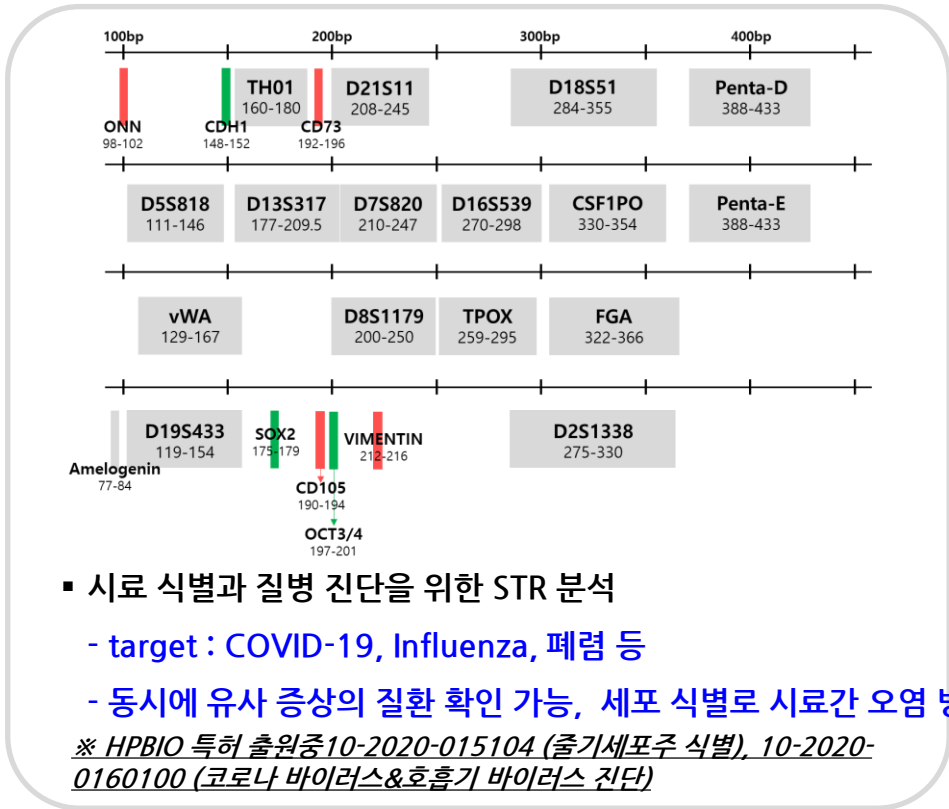 100bp 200bp 300bp 400bp
TH01 D21S11 D18S51 Penta-D
160-180 208-245 284-355 388-433
ONN CDH1 CD73
98-102 148-152 192-196
D5S818 D13S317 D7S820 D16S539 CSF1PO Penta-E
111-146 177-209.5 210-247 270-298 330-354 388-433
vWA D8S1179 TPOX FGA
129-167 200-250 259-295 322-366
D19S433 SOX2 VIMENTIN D2S1338
119-154 175-179 212-216 275-330
Amelogenin
77-84
CD105
190-194
OCT3/4
197-201
▪ 시료 식별과 질병 진단을 위한 STR 분석
- target : COVID-19, Influenza, 폐렴 등
- 동시에 유사 증상의 질환 확인 가능, 세포 식별로 시료간 오염
※ HPBIO 특허 출원중10-2020-015104 (줄기세포주 식별), 10-2020-
0160100 (코로나 바이러스&호흡기 바이러스 진단)